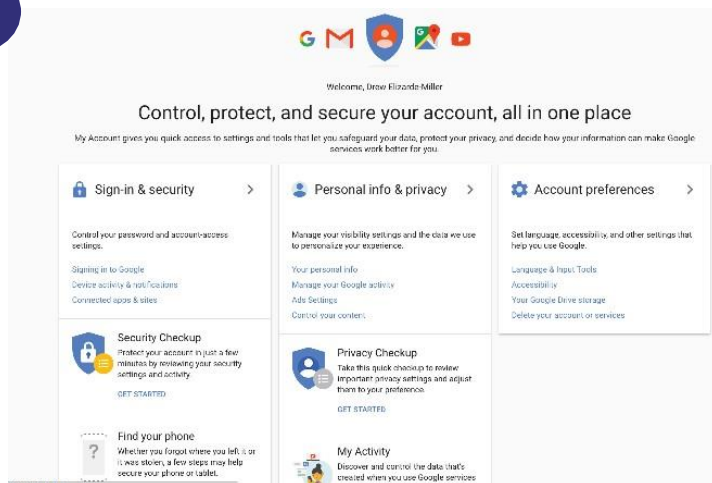 Welcome, Drew Elizarde-Miller
Control, protect, and secure your account, all in one place
My Account gives you quick access to settings and tools that let you safeguard your data, protect your privacy, and decide how your information can make Google
services work better for you.
Sign-in & security
Control your password and account-access
settings.
Signing in to Google
Device activity & notifications
Connected apps & sites
Security Checkup
Protect your account in just a few
minutes by reviewing your security
settings and activity.
GET STARTED
Find your phone
Whether you forgot where you left it or
it was stolen, a few steps may help
secure your phone or tablet.
Personal info & privacy
Manage your visibility settings and the data we use
to personalize your experience.
Your personal info
Manage your Google activity
Ads Settings
Control your content
Privacy Checkup
Take this quick checkup to review
important privacy settings and adjust
them to your preference.
GET STARTED
My Activity
Discover and control the data that's
created when you use Google services
Account preferences
Set language, accessibility, and other settings that
help you use Google.
Language & Input Tools
Accessibility
Your Google Drive storage
Delete your account or services